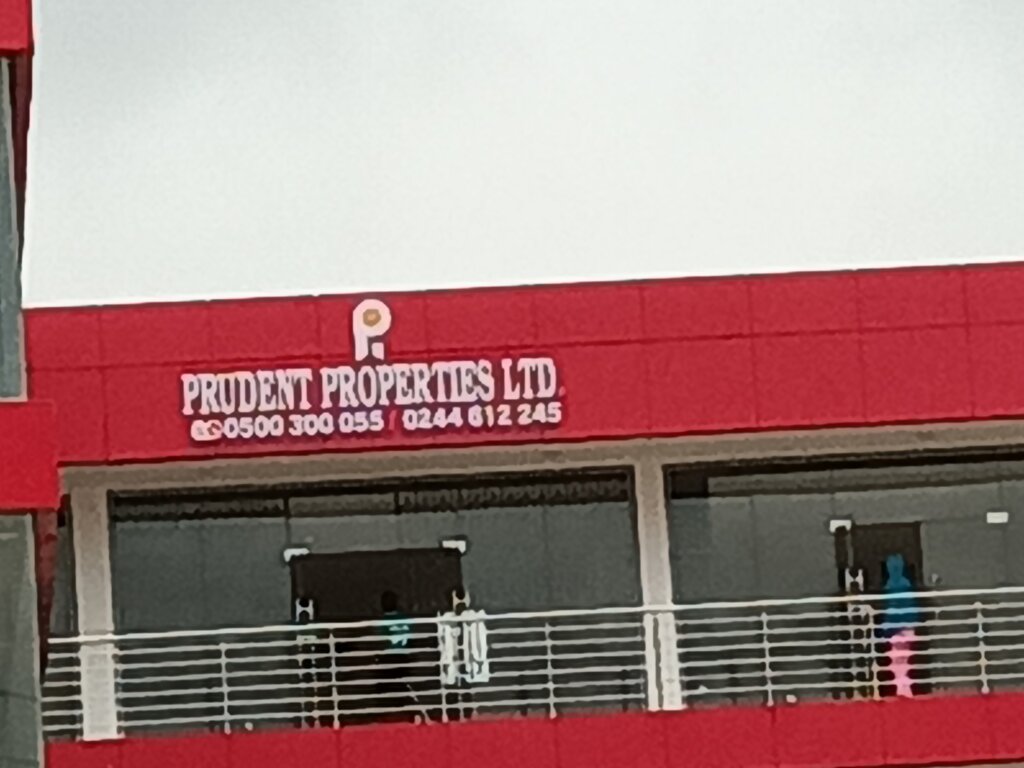 P
PRUDENT PROPERTIES LTD.
0500 300 055 / 0244 612 245